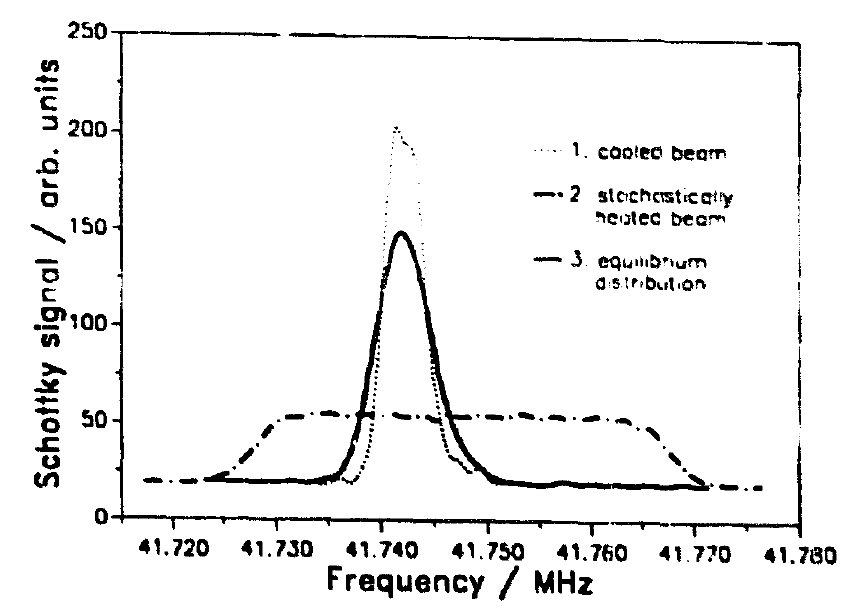 250
200
150
100
50
0
Schottky signal / arb. units
1. cooled beam
2 stochastically
heated beam
3. equilibrium
distribution
41.720 41.730 41.740 41.750 41.760 41.770 41.780
Frequency / MHz